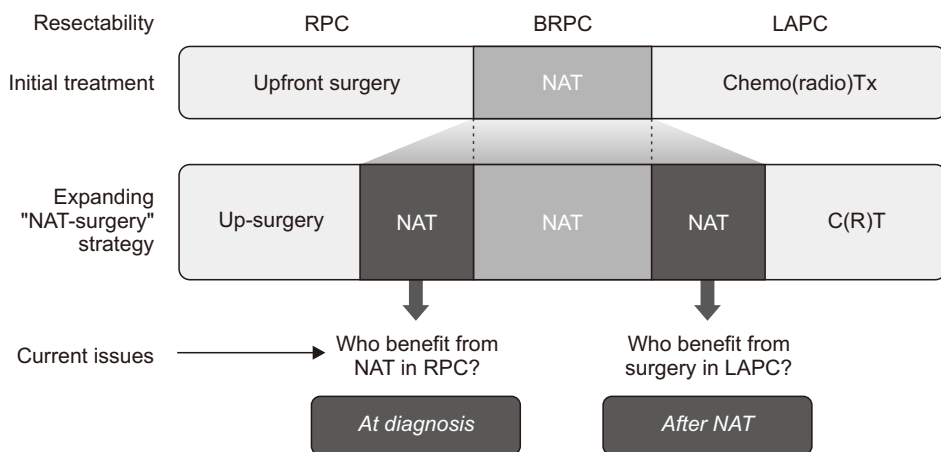 Resectability RPC BRPC LAPC
Initial treatment Upfront surgery NAT Chemo(radio)Tx
Expanding
"NAT-surgery"
strategy
Up-surgery NAT NAT NAT C(R)T
Current issues
Who benefit from
NAT in RPC?
Who benefit from
surgery in LAPC?
At diagnosis
After NAT